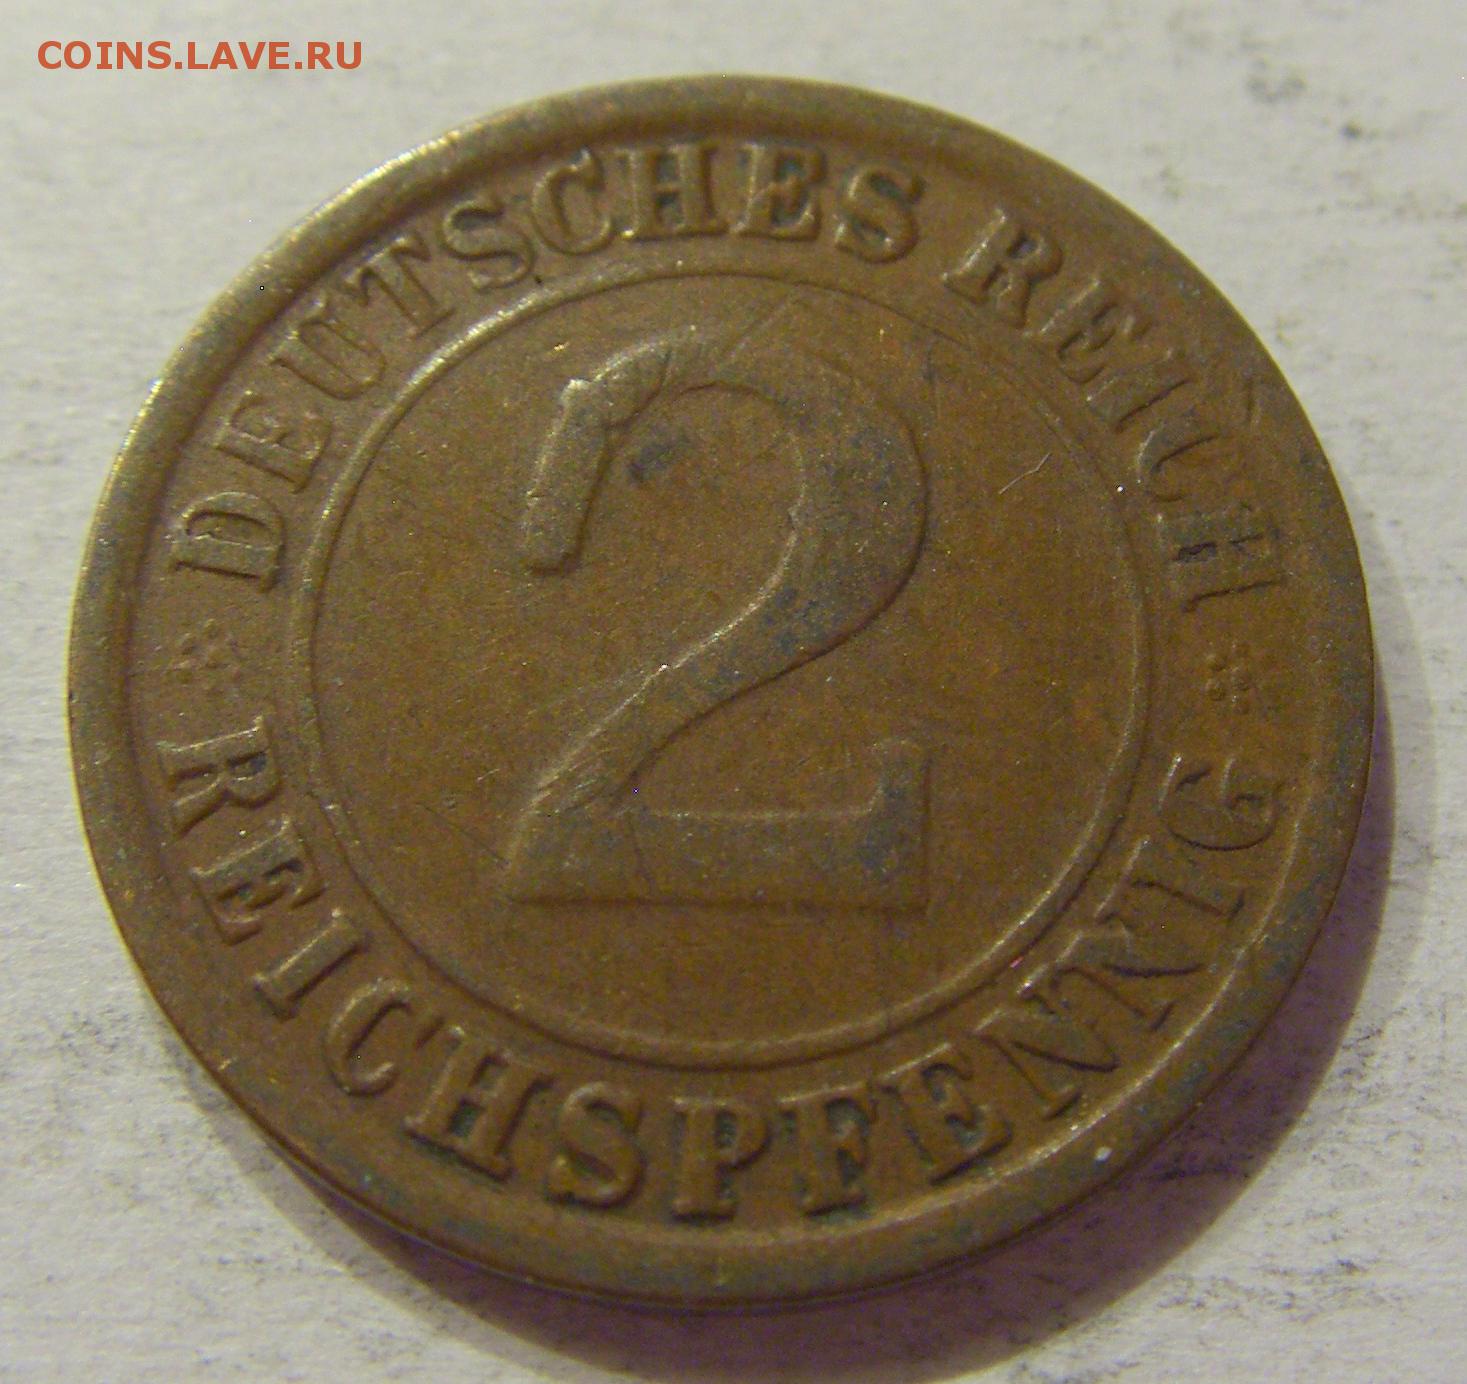 COINS.LAVE.RU
DEUTSCHES REICH
2
REICHSPFENNIG